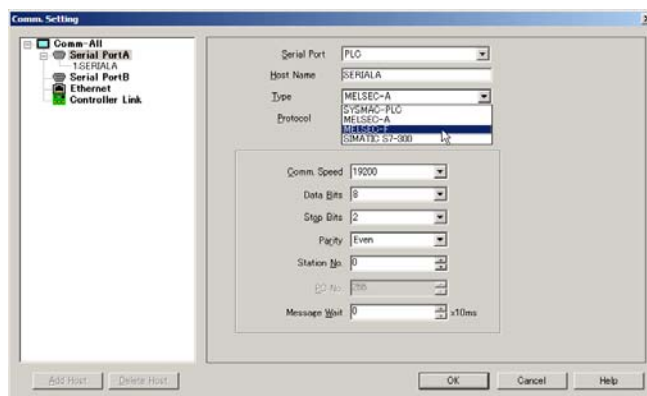 Comm. Setting
Comm-All
Serial PortA
1:SERIALA
Serial PortB
Ethernet
Controller Link
Serial Port PLC
Host Name SERIALA
Type MELSEC-A
SYSMAC-PLC
Protocol MELSEC-A
MELSEC-F
SIMATIC S7-300
Comm. Speed 19200
Data Bits 8
Stop Bits 2
Parity Even
Station No. 0
PC No. 255
Message Wait 0 x10ms
Add Host Delete Host OK Cancel Help